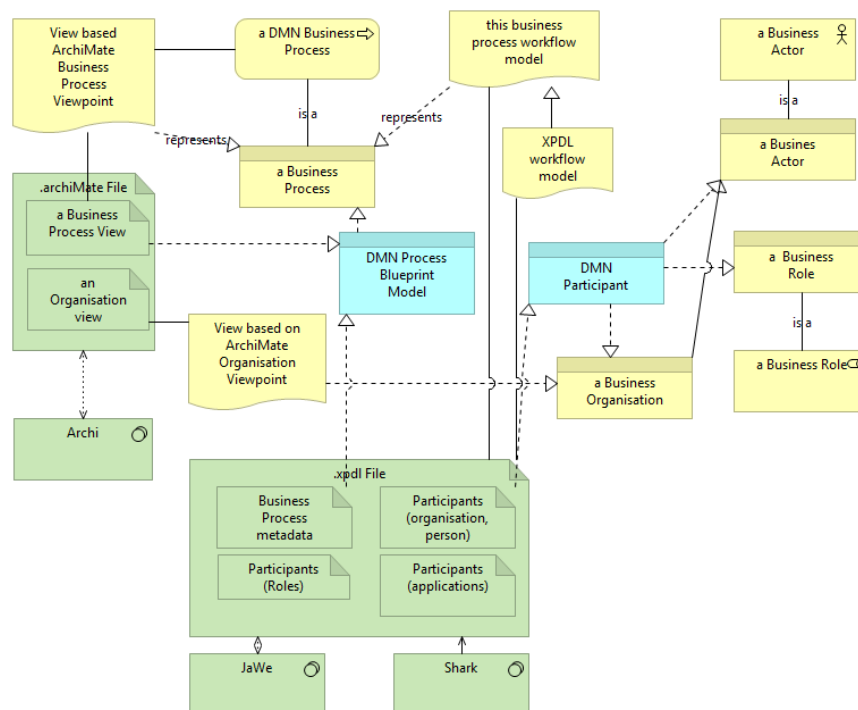 View based
ArchiMate
Business
Process
Viewpoint
a DMN Business
Process
this business
process workflow
model
a Business
Actor
is a
is a
represents
represents
XPDL
workflow
model
a Busines
Actor
a Business
Process
.archiMate File
a Business
Process View
an
Organisation
view
DMN Process
Blueprint
Model
DMN
Participant
a Business
Role
is a
View based on
ArchiMate
Organisation
Viewpoint
a Business
Organisation
a Business Role
Archi
.xpdl File
Business
Process
metadata
Participants
(organisation,
person)
Participants
(Roles)
Participants
(applications)
JaWe
Shark